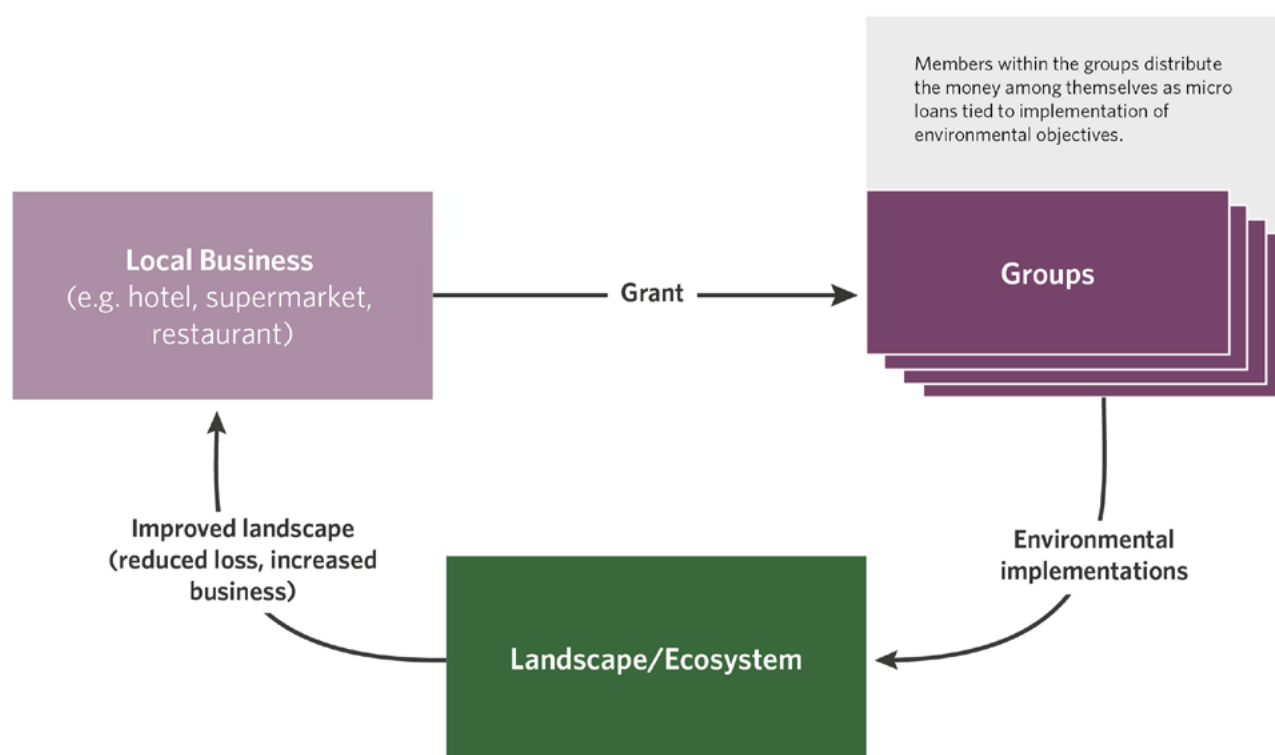 Members within the groups distribute
the money among themselves as micro
loans tied to implementation of
environmental objectives.
Local Business
(e.g. hotel, supermarket,
restaurant)
Grant
Groups
Improved landscape
(reduced loss, increased
business)
Environmental
implementations
Landscape/Ecosystem